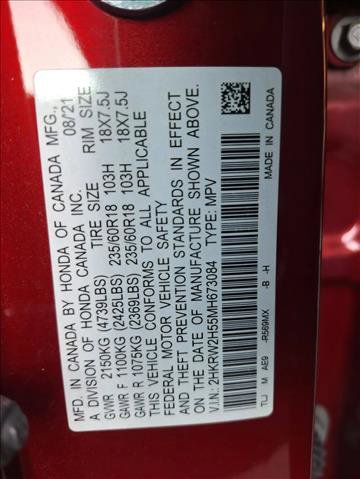 MFD. IN CANADA BY HONDA OF CANADA MFG.
A DIVISION OF HONDA CANADA INC. 08/21
TIRE SIZE RIM SIZE
GVWR 2150KG (4739LBS)
GAWR F 1100KG (2425LBS) 235/60R18 103H 18X7.5J
GAWR R 1075KG (2369LBS) 235/60R18 103H 18X7.5J
THIS VEHICLE CONFORMS TO ALL APPLICABLE
FEDERAL MOTOR VEHICLE SAFETY
STANDARDS IN EFFECT ON THE
DATE OF MANUFACTURE SHOWN ABOVE.
V.I.N.: 2HKRW2H55MH673084 TYPE: MPV
TLJ M AE9 -R569MX -B -H
MADE IN CANADA